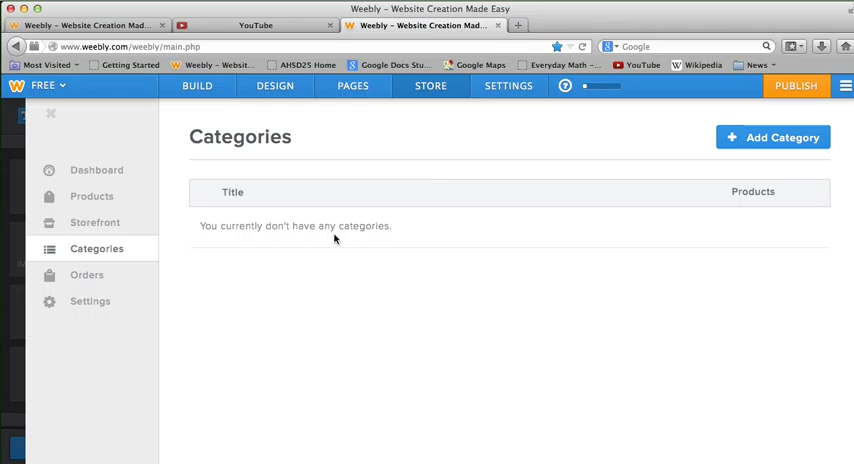 Weebly - Website Creation Made Easy
Weebly - Website Creation Mad...
YouTube
Weebly - Website Creation Mad...
www.weebly.com/weebly/main.php
Google
Most Visited
Getting Started
Weebly - Websit...
AHSD25 Home
Google Docs Stu...
Google Maps
Everyday Math -...
YouTube
Wikipedia
News
FREE
BUILD
DESIGN
PAGES
STORE
SETTINGS
PUBLISH
Categories
+ Add Category
Dashboard
Products
Storefront
Categories
Orders
Settings
Title
Products
You currently don't have any categories.